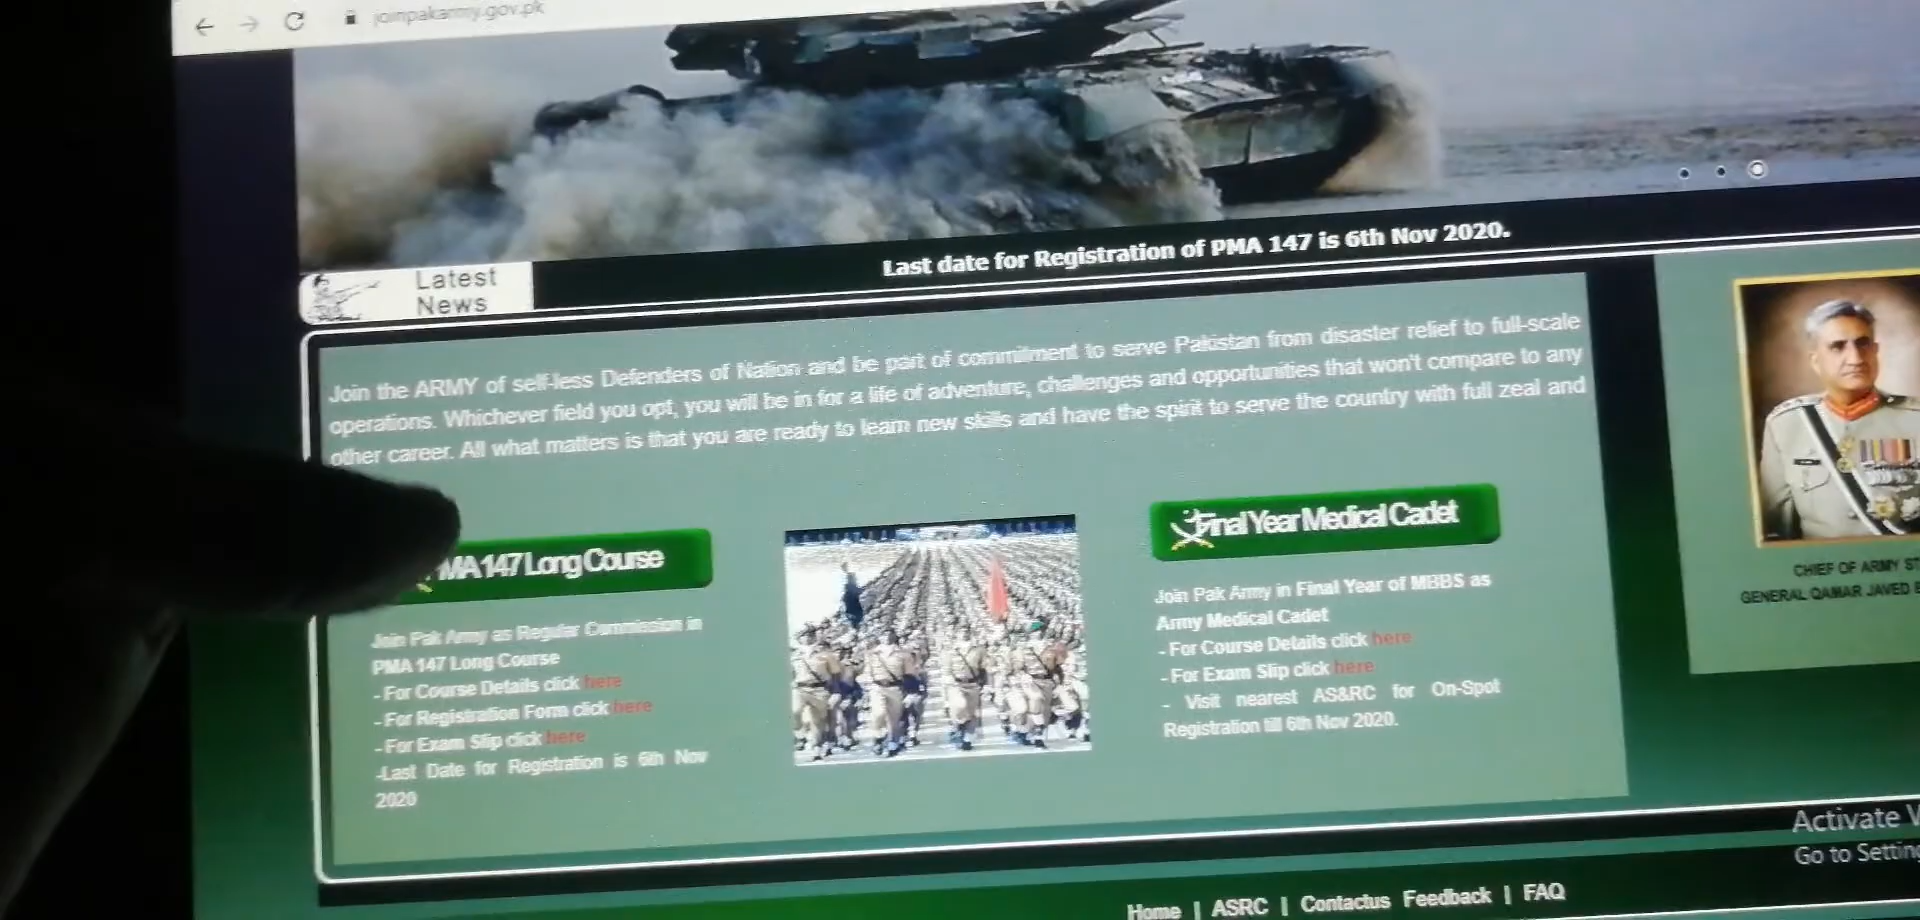 joinpakarmy.gov.pk
Last date for Registration of PMA 147 is 6th Nov 2020.
Latest
News
Join the ARMY of self-less Defenders of Nation and be part of commitment to serve Pakistan from disaster relief to full-scale
operations. Whichever field you opt, you will be in for a life of adventure, challenges and opportunities that won't compare to any
other career. All what matters is that you are ready to learn new skills and have the spirit to serve the country with full zeal and
MA 147 Long Course
Join Pak Army as Regular Commission in
PMA 147 Long Course
- For Course Details click here
- For Registration Form click here
- For Exam Slip click here
-Last Date for Registration is 6th Nov
2020
Final Year Medical Cadet
Join Pak Army in Final Year of MBBS as
Army Medical Cadet
- For Course Details click here
- For Exam Slip click here
- Visit nearest AS&RC for On-Spot
Registration till 6th Nov 2020.
CHIEF OF ARMY ST
GENERAL QAMAR JAVED B
Activate
Go to Setting
Home | ASRC | Contactus Feedback | FAQ